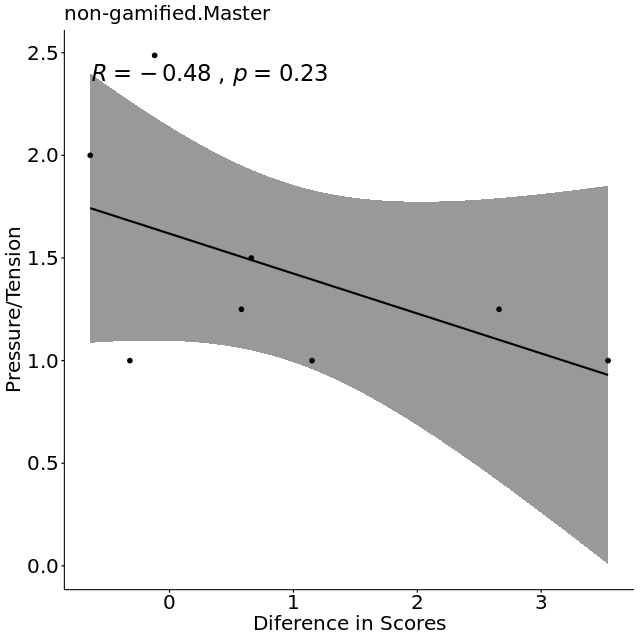 non-gamified.Master
R = − 0.48 , p = 0.23
Pressure/Tension
2.5
2.0
1.5
1.0
0.5
0.0
0 1 2 3
Diference in Scores